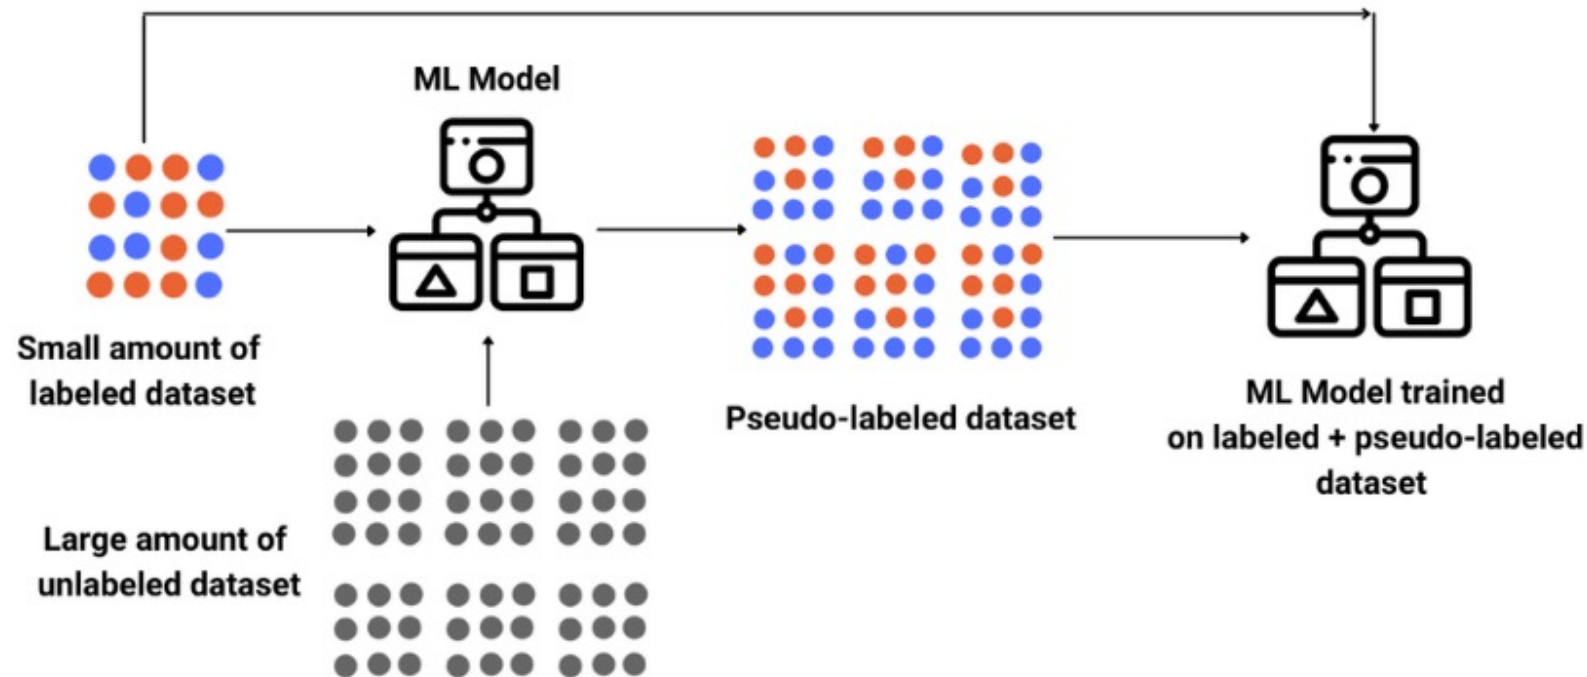 ML Model
Small amount of
labeled dataset
Large amount of
unlabeled dataset
Pseudo-labeled dataset
ML Model trained
on labeled + pseudo-labeled
dataset